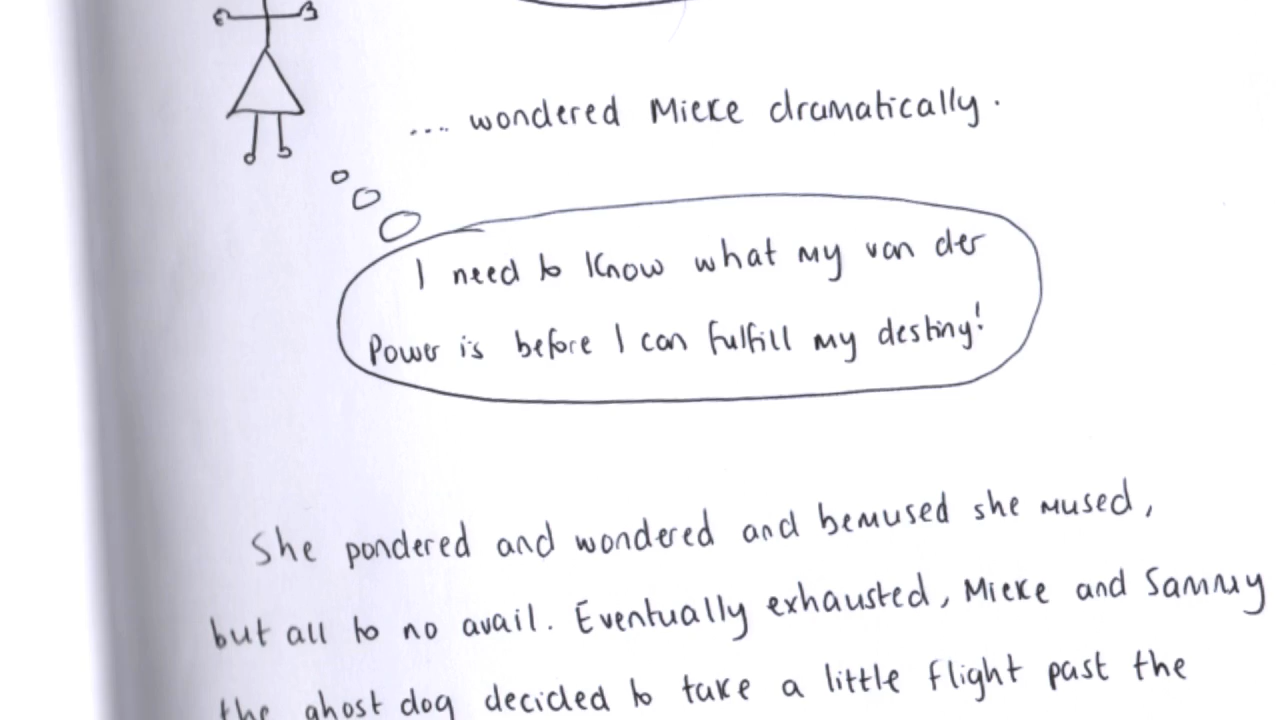 .... wondered Mieke dramatically.
I need to know what my van der
Power is before I can fulfill my destiny!
She pondered and wondered and bemused she mused,
but all to no avail. Eventually exhausted, Mieke and Sammy
the ghost dog decided to take a little flight past the